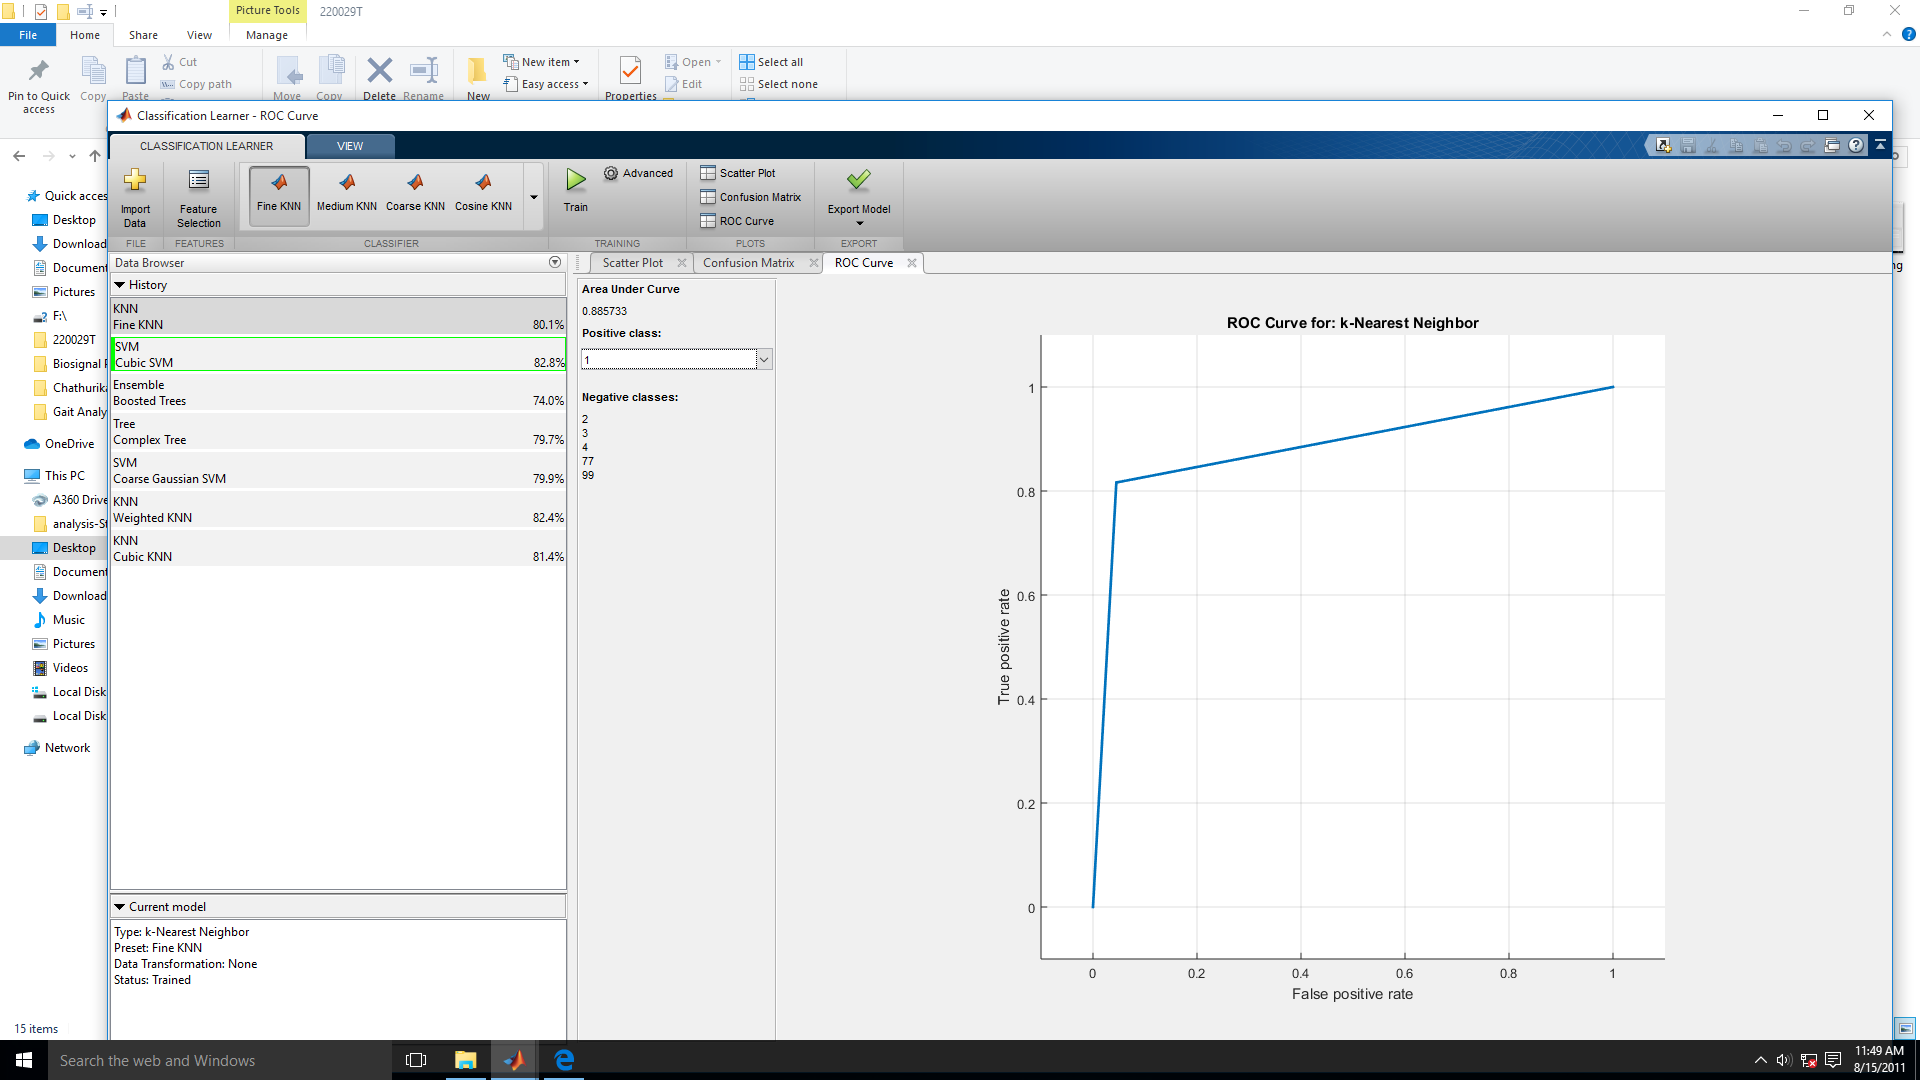 Picture Tools
220029T
File
Home
Share
View
Manage
Pin to Quick access
Copy
Paste
Cut
Copy path
Move
Copy
Delete
Rename
New
New item
Easy access
Properties
Open
Edit
Select all
Select none
Classification Learner - ROC Curve
CLASSIFICATION LEARNER
VIEW
Import Data
Feature Selection
Fine KNN
Medium KNN
Coarse KNN
Cosine KNN
Train
Advanced
Scatter Plot
Confusion Matrix
ROC Curve
Export Model
FILE
FEATURES
CLASSIFIER
TRAINING
PLOTS
EXPORT
Quick acces
Desktop
Download
Document
Pictures
F:\
220029T
Biosignal
Chathurika
Gait Analy
OneDrive
This PC
A360 Drive
analysis-St
Desktop
Document
Download
Music
Pictures
Videos
Local Disk
Local Disk
Network
15 items
Data Browser
History
KNN
Fine KNN 80.1%
SVM
Cubic SVM 82.8%
Ensemble
Boosted Trees 74.0%
Tree
Complex Tree 79.7%
SVM
Coarse Gaussian SVM 79.9%
KNN
Weighted KNN 82.4%
KNN
Cubic KNN 81.4%
Current model
Type: k-Nearest Neighbor
Preset: Fine KNN
Data Transformation: None
Status: Trained
Scatter Plot
Confusion Matrix
ROC Curve
Area Under Curve
0.885733
Positive class:
1
Negative classes:
2
3
4
77
99
ROC Curve for: k-Nearest Neighbor
True positive rate
1
0.8
0.6
0.4
0.2
0
0 0.2 0.4 0.6 0.8 1
False positive rate
ng
Search the web and Windows
11:49 AM
8/15/2011